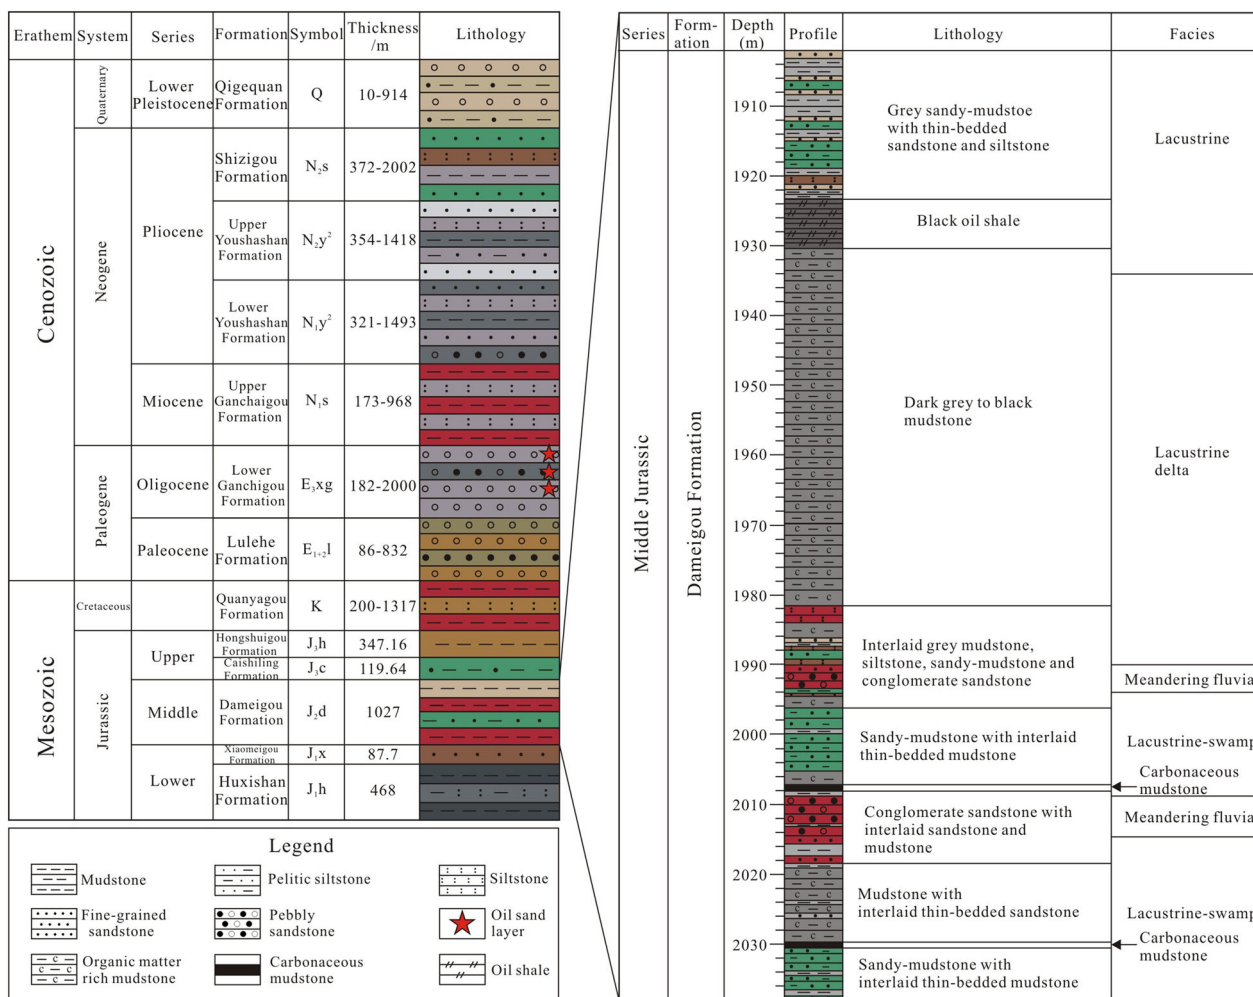 Erathem System Series Formation Symbol Thickness /m Lithology
Cenozoic
Quaternary
Lower
Pleistocene
Qigequan
Formation
Q
10-914
Neogene
Pliocene
Shizigou
Formation
N₂s
372-2002
Upper
Youshashan
Formation
N₂y²
354-1418
Lower
Youshashan
Formation
N₁y²
321-1493
Miocene
Upper
Ganchaigou
Formation
N₁s
173-968
Paleogene
Oligocene
Lower
Ganchigou
Formation
E₃xg
182-2000
Paleocene
Lulehe
Formation
E₁₊₂l
86-832
Mesozoic
Cretaceous
Quanyagou
Formation
K
200-1317
Jurassic
Upper
Hongshuigou
Formation
J₃h
347.16
Caishiling
Formation
J₃c
119.64
Middle
Dameigou
Formation
J₂d
1027
Lower
Xiaomeigou
Formation
J₁x
87.7
Huxishan
Formation
J₁h
468
Legend
Mudstone
Pelitic siltstone
Siltstone
Fine-grained
sandstone
Pebbly
sandstone
Oil sand
layer
Organic matter
rich mudstone
Carbonaceous
mudstone
Oil shale
Series
Form-
ation
Depth
(m)
Profile
Lithology
Facies
Middle Jurassic
Dameigou Formation
1910
1920
1930
1940
1950
1960
1970
1980
1990
2000
2010
2020
2030
Grey sandy-mudstoe
with thin-bedded
sandstone and siltstone
Black oil shale
Dark grey to black
mudstone
Interlaid grey mudstone,
siltstone, sandy-mudstone and
conglomerate sandstone
Sandy-mudstone with interlaid
thin-bedded mudstone
Conglomerate sandstone with
interlaid sandstone and
mudstone
Mudstone with
interlaid thin-bedded sandstone
Sandy-mudstone with
interlaid thin-bedded mudstone
Lacustrine
Lacustrine
delta
Meandering fluvia
Lacustrine-swamp
Carbonaceous
mudstone
Meandering fluvia
Lacustrine-swamp
Carbonaceous
mudstone